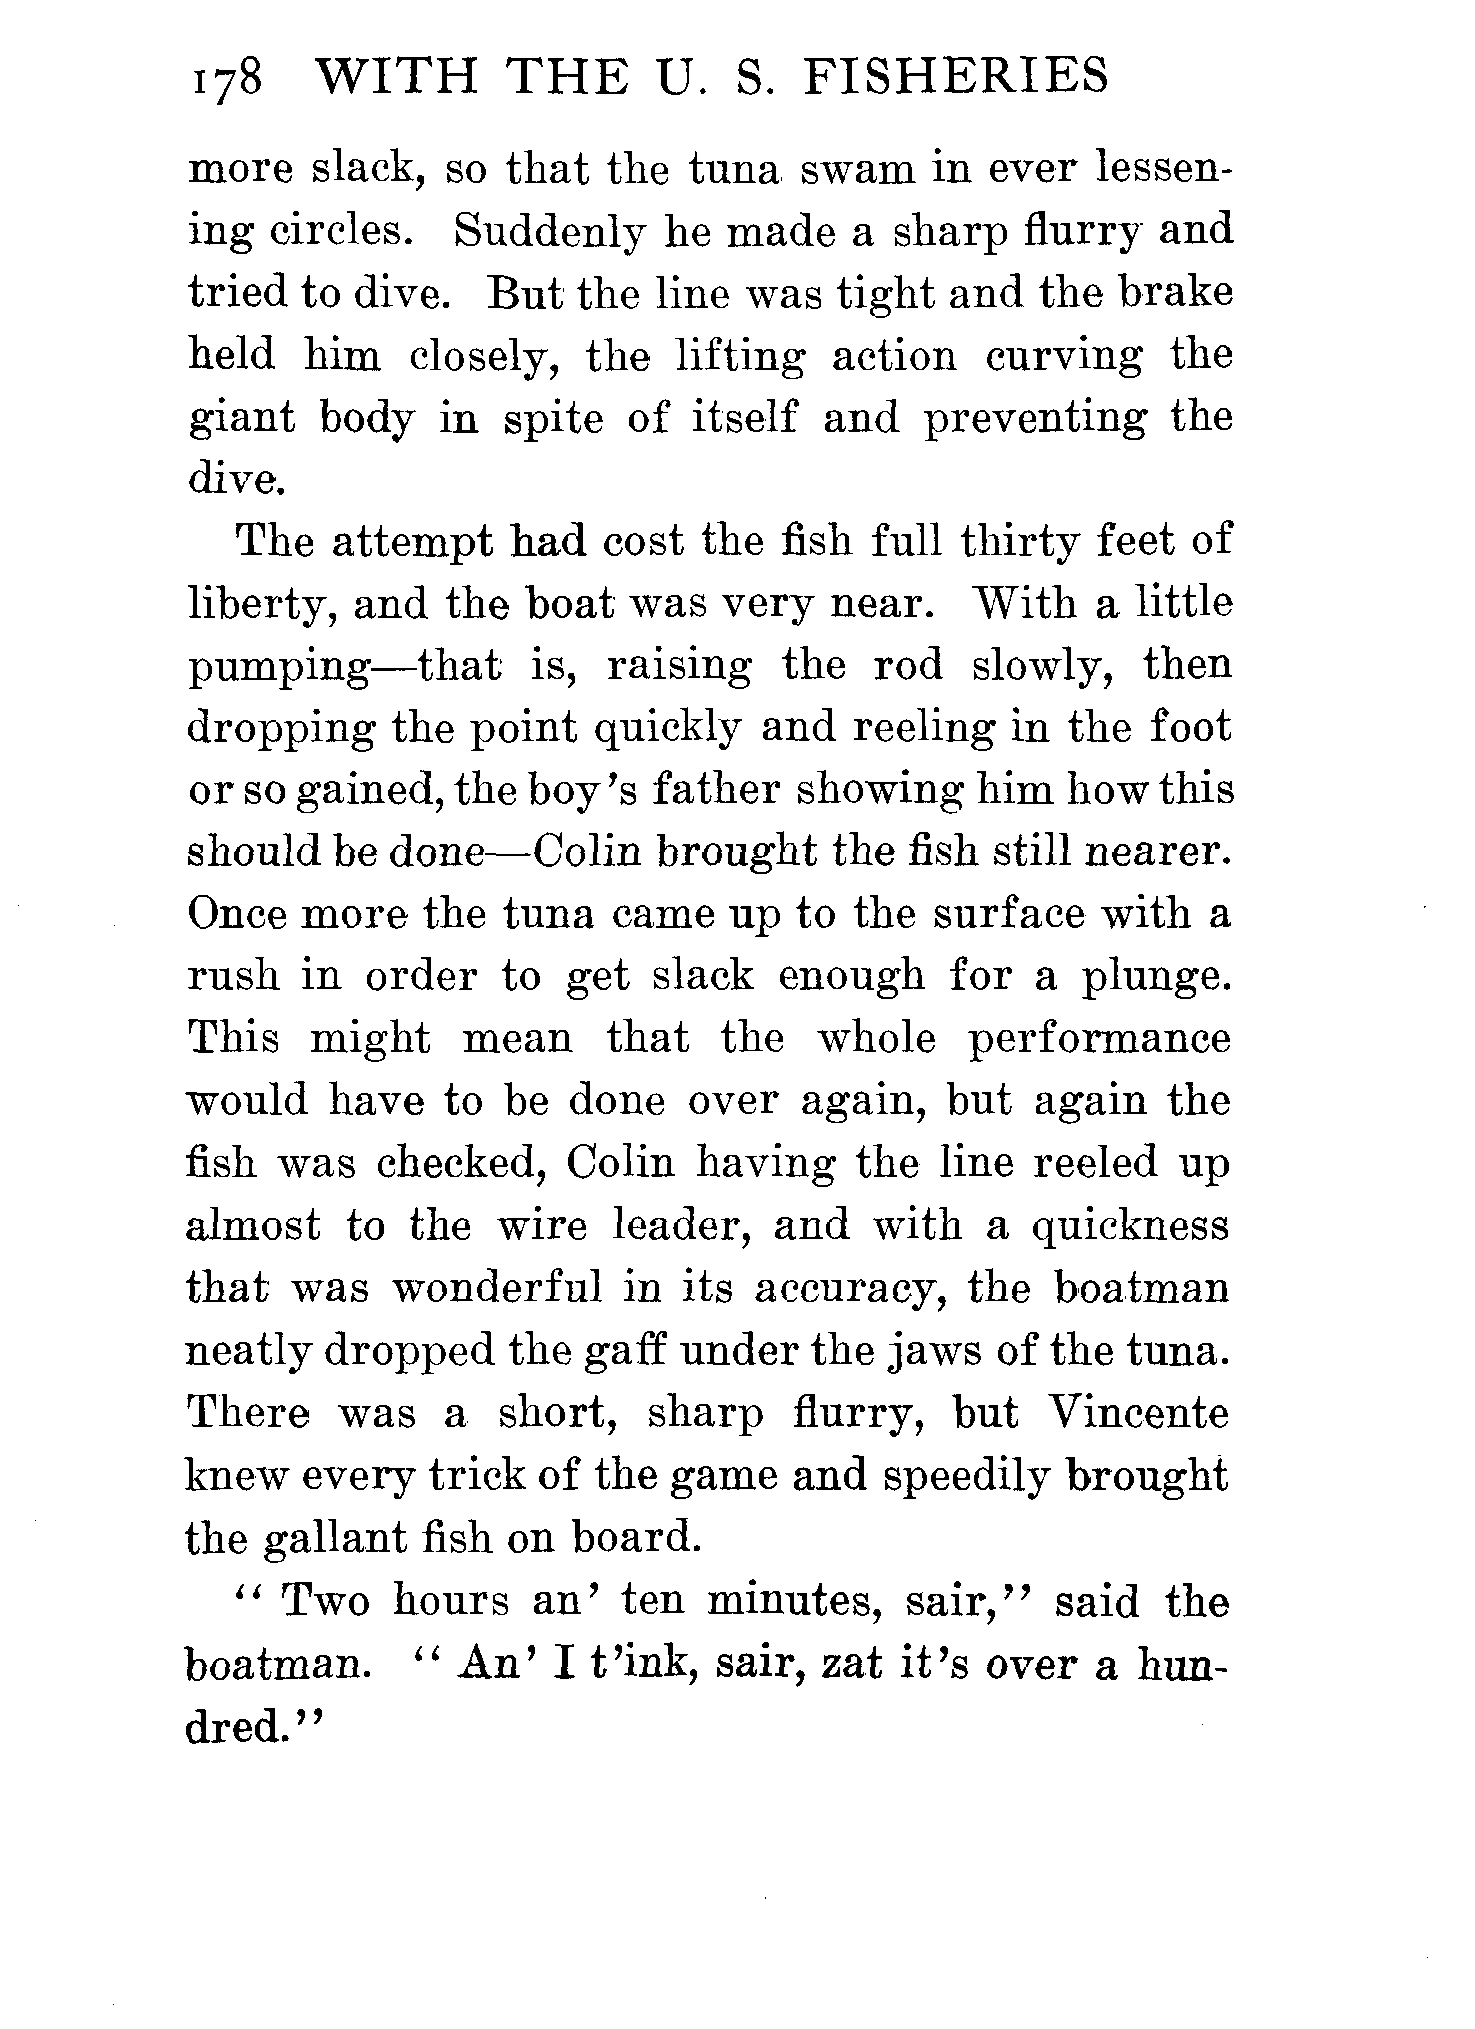 178 WITH THE U. S. FISHERIES
more slack, so that the tuna swam in ever lessen-
ing circles. Suddenly he made a sharp flurry and
tried to dive. But the line was tight and the brake
held him closely, the lifting action curving the
giant body in spite of itself and preventing the
dive.
The attempt had cost the fish full thirty feet of
liberty, and the boat was very near. With a little
pumping—that is, raising the rod slowly, then
dropping the point quickly and reeling in the foot
or so gained, the boy's father showing him how this
should be done—Colin brought the fish still nearer.
Once more the tuna came up to the surface with a
rush in order to get slack enough for a plunge.
This might mean that the whole performance
would have to be done over again, but again the
fish was checked, Colin having the line reeled up
almost to the wire leader, and with a quickness
that was wonderful in its accuracy, the boatman
neatly dropped the gaff under the jaws of the tuna.
There was a short, sharp flurry, but Vincente
knew every trick of the game and speedily brought
the gallant fish on board.
“ Two hours an’ ten minutes, sair,” said the
boatman. “ An’ I t’ink, sair, zat it’s over a hun-
dred.”